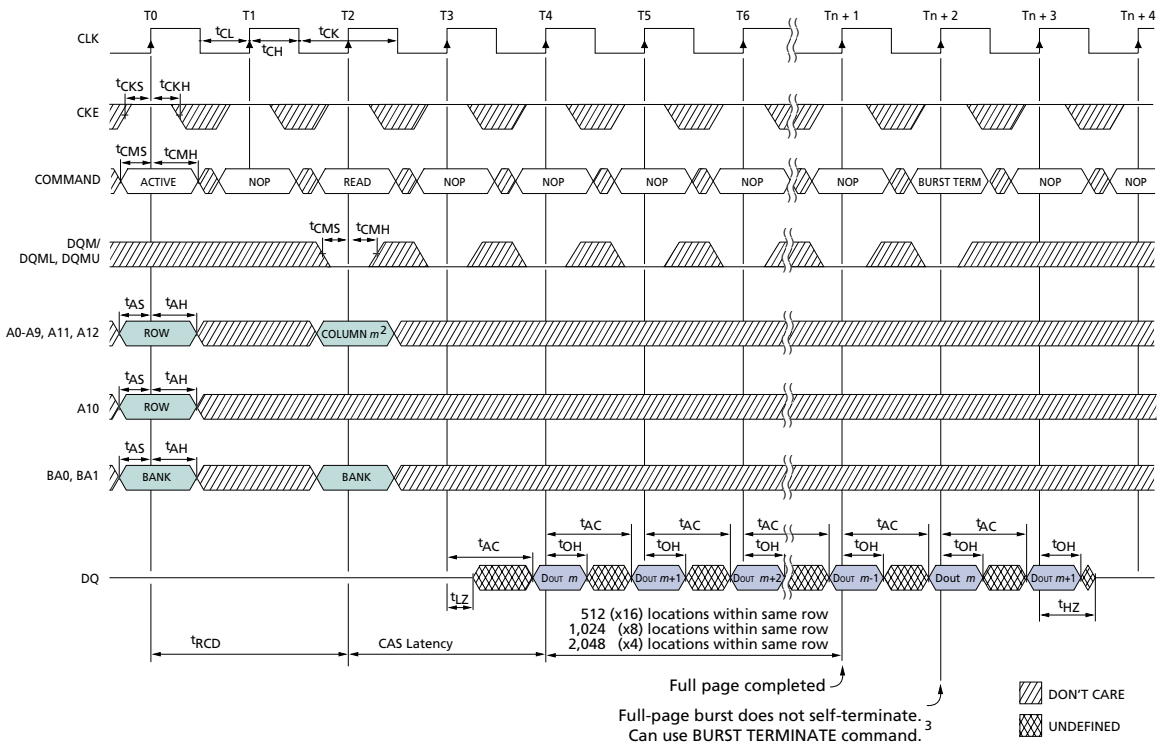 T0 T1 T2 T3 T4 T5 T6 Tn + 1 Tn + 2 Tn + 3 Tn + 4
CLK
tCL tCH tCK
tCKS tCKH
CKE
tCMS tCMH
COMMAND
ACTIVE NOP READ NOP NOP NOP NOP NOP BURST TERM NOP NOP
tCMS tCMH
DQM/
DQML, DQMU
tAS tAH
A0-A9, A11, A12
ROW COLUMN m2
tAS tAH
A10
ROW
tAS tAH
BA0, BA1
BANK BANK
tAC tAC tAC tAC tAC tAC
tOH tOH tOH tOH tOH tOH
DQ
DOUT m DOUT m+1 DOUT m+2 DOUT m-1 DOUT m DOUT m+1
tLZ tHZ
512 (x16) locations within same row
1,024 (x8) locations within same row
2,048 (x4) locations within same row
tRCD CAS Latency
Full page completed
Full-page burst does not self-terminate. 3
Can use BURST TERMINATE command.
DON'T CARE
UNDEFINED